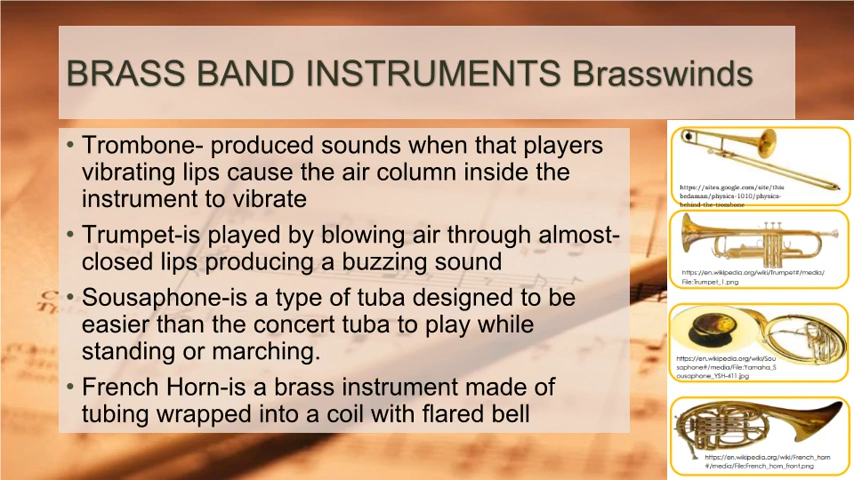 BRASS BAND INSTRUMENTS Brasswinds
• Trombone- produced sounds when that players
vibrating lips cause the air column inside the
instrument to vibrate
• Trumpet-is played by blowing air through almost-
closed lips producing a buzzing sound
• Sousaphone-is a type of tuba designed to be
easier than the concert tuba to play while
standing or marching.
• French Horn-is a brass instrument made of
tubing wrapped into a coil with flared bell
https://sites.google.com/site/this
bedaman/physics-1010/physics-
behind-the-trombone
https://en.wikipedia.org/wiki/Trumpet#/media/
File:Trumpet_1.png
https://en.wikipedia.org/wiki/Sou
saphone#/media/File:Yamaha_S
ousaphone_YSH-411.jpg
https://en.wikipedia.org/wiki/French_horn
#/media/File:French_horn_front.png